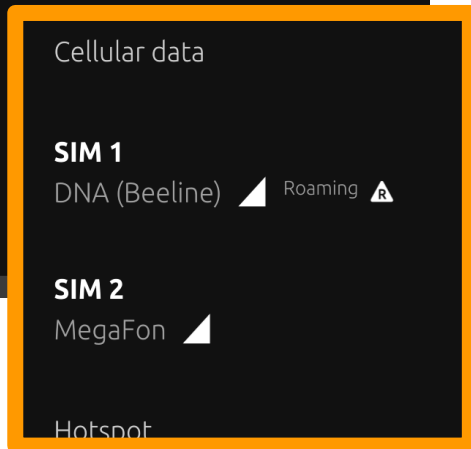 Cellular data
SIM 1
DNA (Beeline) Roaming R
SIM 2
MegaFon
Hotspot